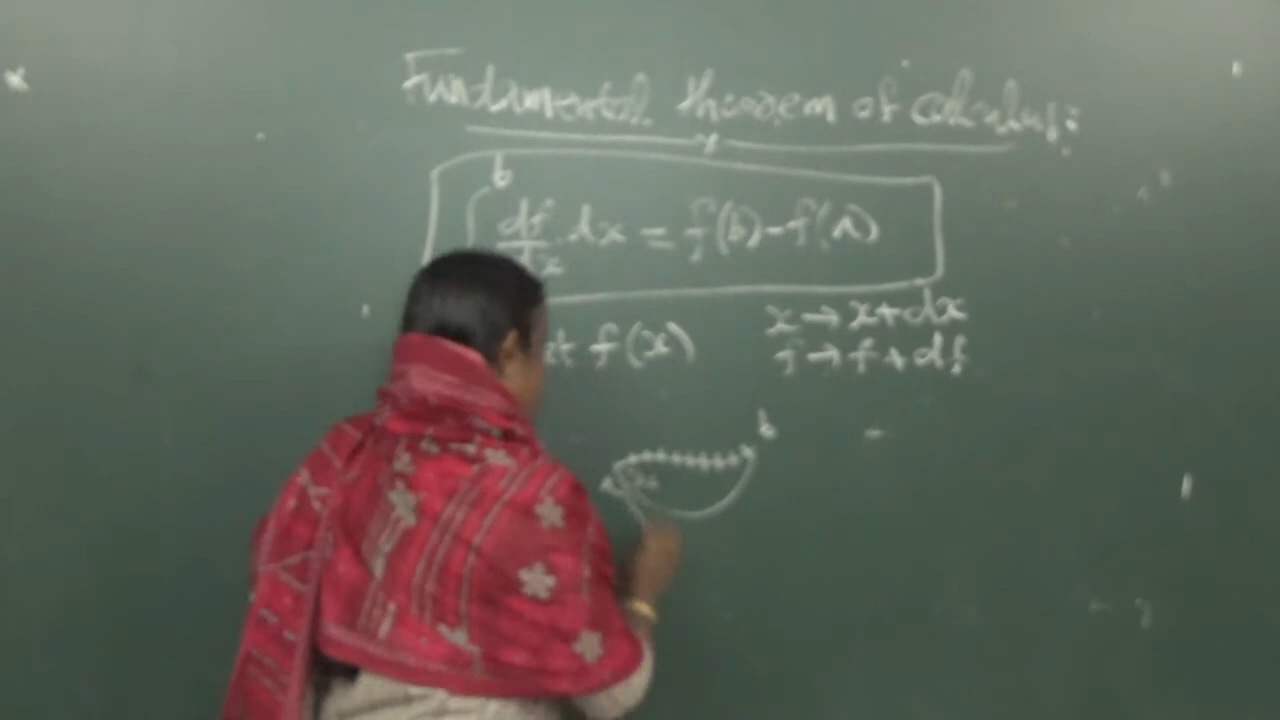 Fundamental theorem of calculus:
b
∫ df/dx dx = f(b) - f(a)
f(x)
x → x + dx
f → f + df
b
a